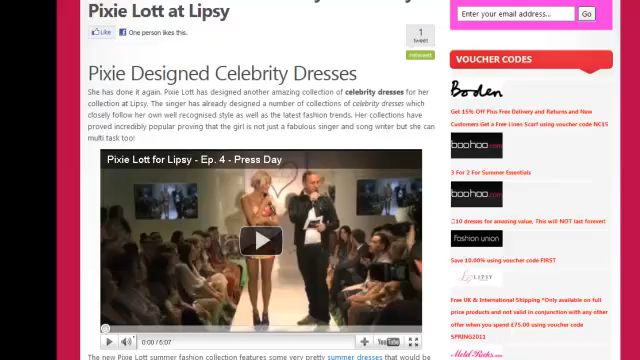 Pixie Lott at Lipsy
Like
One person likes this.
1
tweet
retweet
Pixie Designed Celebrity Dresses
She has done it again. Pixie Lott has designed another amazing collection of celebrity dresses for her
collection at Lipsy. The singer has already designed a number of collections of celebrity dresses which
closely follow her own well recognised style as well as the latest fashion trends. Her collections have
proved incredibly popular proving that the girl is not just a fabulous singer and song writer but she can
multi task too!
Pixie Lott for Lipsy - Ep. 4 - Press Day
0:00 / 6:07
YouTube
The new Pixie Lott summer fashion collection features some very pretty summer dresses that would be
Enter your email address...
Go
VOUCHER CODES
Boden
Get 15% Off Plus Free Delivery and Returns and New
Customers Get a Free Linen Scarf using voucher code NC15
boohoo.com
3 For 2 For Summer Essentials
boohoo.com
10 dresses for amazing value, This will NOT last forever!
fashion union
Save 10.00% using voucher code FIRST
LIPSY
Free UK & International Shipping *Only available on full
price products and not valid in conjunction with any other
offer when you spend £75.00 using voucher code
SPRING2011